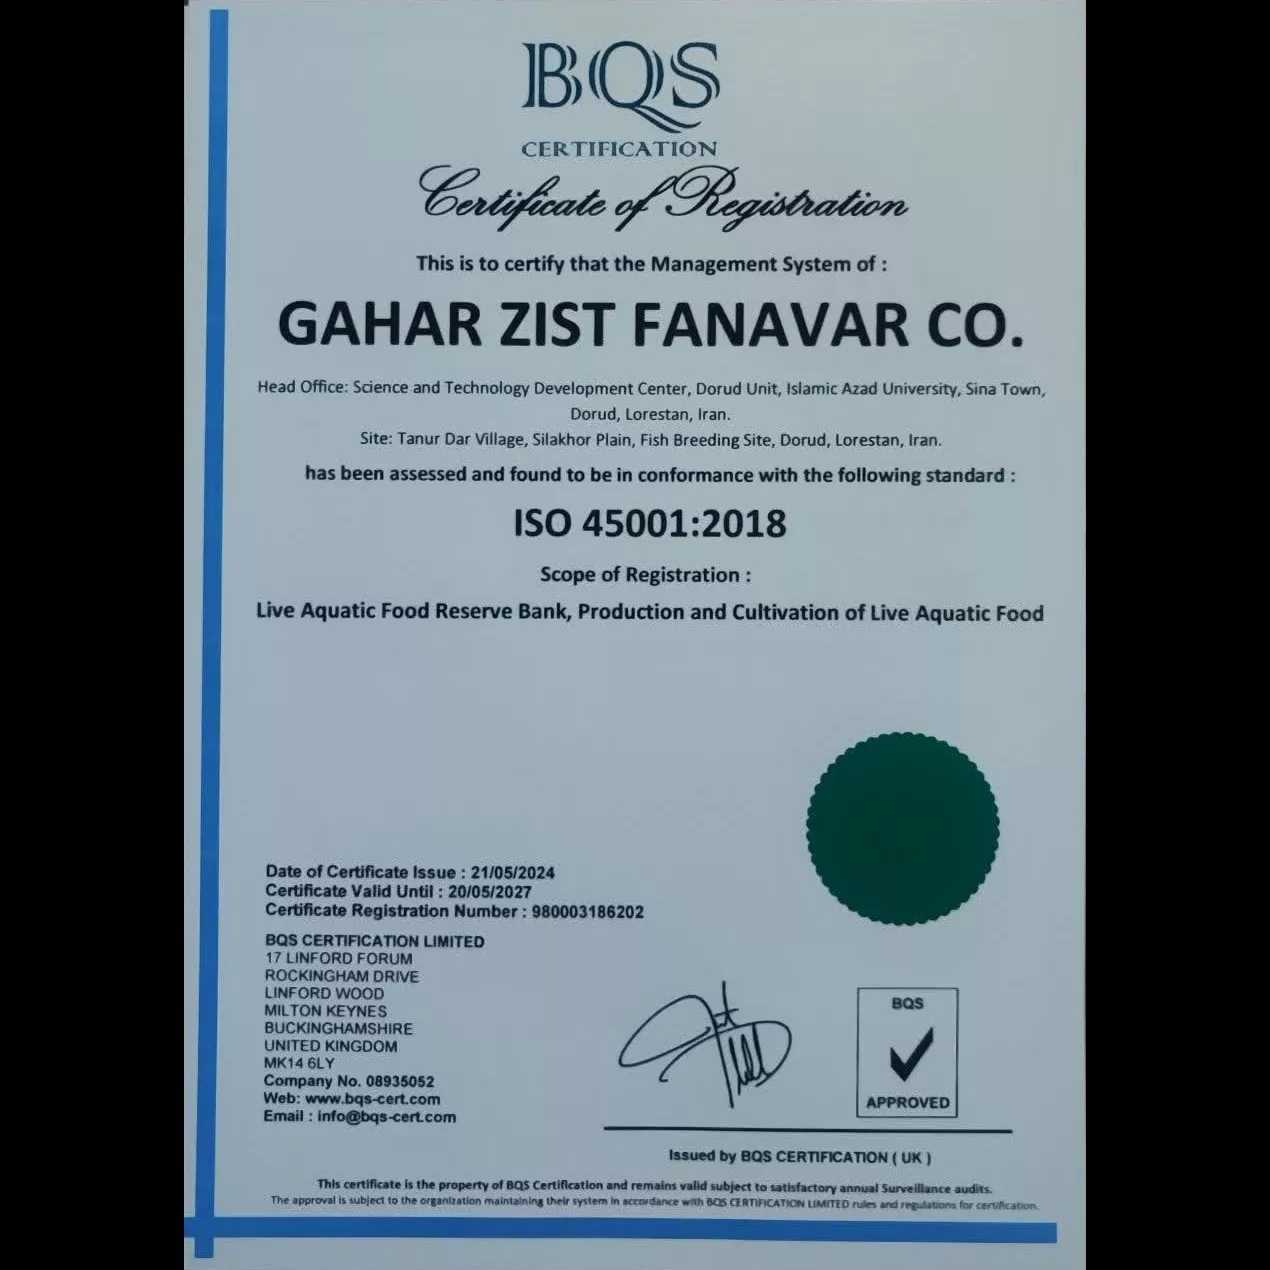 BQS
CERTIFICATION
Certificate of Registration
This is to certify that the Management System of :
GAHAR ZIST FANAVAR CO.
Head Office: Science and Technology Development Center, Dorud Unit, Islamic Azad University, Sina Town,
Dorud, Lorestan, Iran.
Site: Tanur Dar Village, Silakhor Plain, Fish Breeding Site, Dorud, Lorestan, Iran.
has been assessed and found to be in conformance with the following standard :
ISO 45001:2018
Scope of Registration :
Live Aquatic Food Reserve Bank, Production and Cultivation of Live Aquatic Food
Date of Certificate Issue : 21/05/2024
Certificate Valid Until : 20/05/2027
Certificate Registration Number : 980003186202
BQS CERTIFICATION LIMITED
17 LINFORD FORUM
ROCKINGHAM DRIVE
LINFORD WOOD
MILTON KEYNES
BUCKINGHAMSHIRE
UNITED KINGDOM
MK14 6LY
Company No. 08935052
Web: www.bqs-cert.com
Email : info@bqs-cert.com
BQS
APPROVED
Issued by BQS CERTIFICATION ( UK )
This certificate is the property of BQS Certification and remains valid subject to satisfactory annual Surveillance audits.
The approval is subject to the organization maintaining their system in accordance with BQS CERTIFICATION LIMITED rules and regulations for certification.